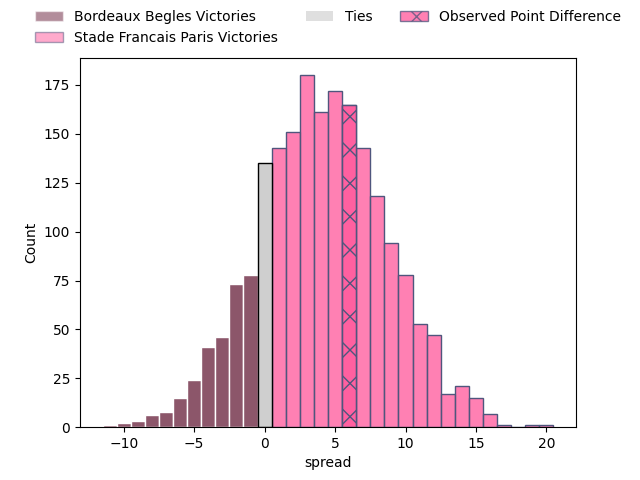 Bordeaux Begles Victories
Stade Francais Paris Victories
Ties
Observed Point Difference
Count
175
150
125
100
75
50
25
0
−10
−5
0
5
10
15
20
spread